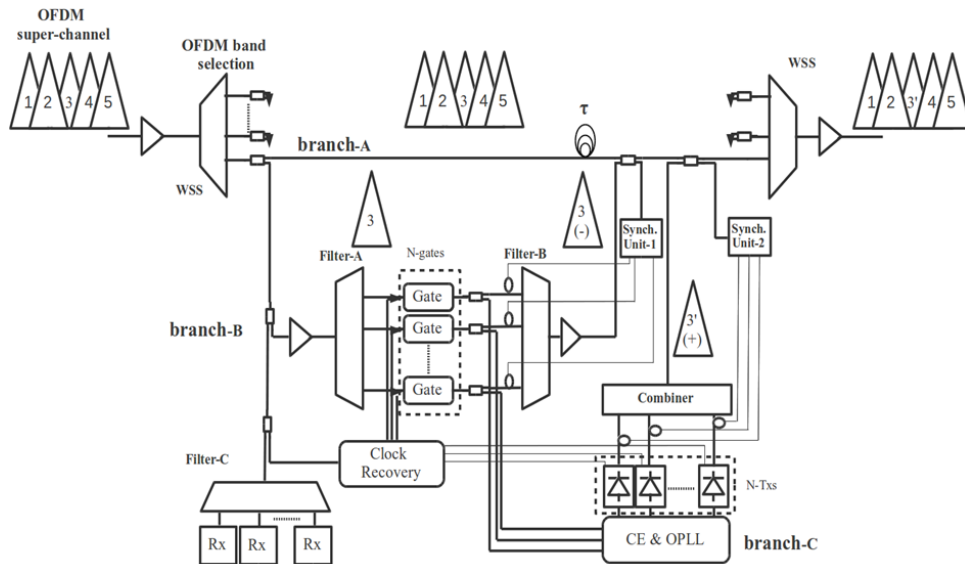 OFDM
super-channel
OFDM band
selection
WSS
WSS
1 2 3 4 5
1 2 3 4 5
1 2 3' 4 5
τ
branch-A
3
3
(-)
Synch.
Unit-1
Synch.
Unit-2
Filter-A
N-gates
Filter-B
Gate
Gate
Gate
branch-B
3'
(+)
Combiner
Clock
Recovery
Filter-C
N-Txs
Rx
Rx
Rx
CE & OPLL
branch-C